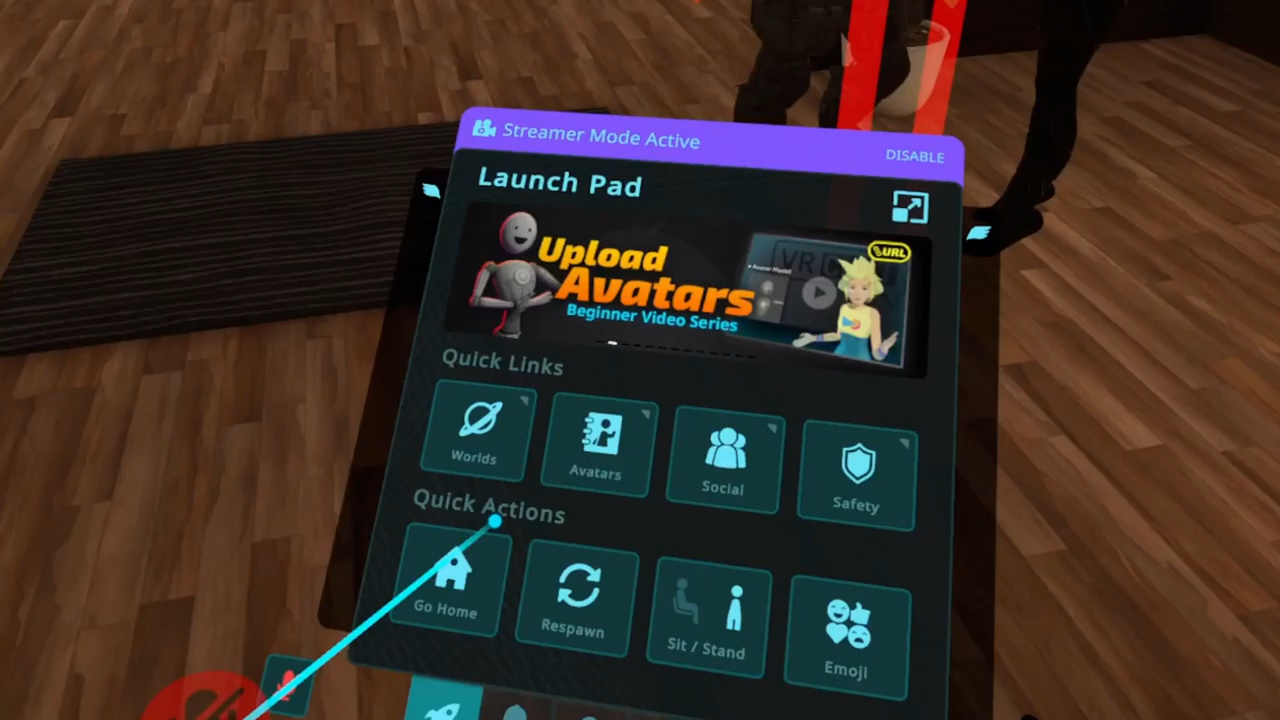 Streamer Mode Active
DISABLE
Launch Pad
Upload
Avatars
Beginner Video Series
URL
Quick Links
Worlds
Avatars
Social
Safety
Quick Actions
Go Home
Respawn
Sit / Stand
Emoji